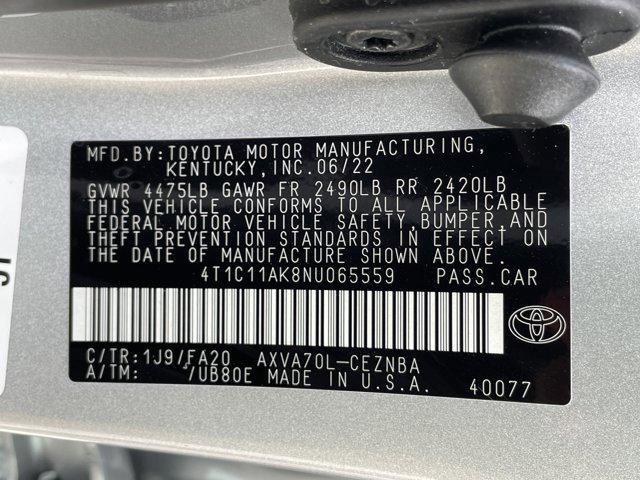 MFD.BY:TOYOTA MOTOR MANUFACTURING,
KENTUCKY,INC.06/22
GVWR 4475LB GAWR FR 2490LB RR 2420LB
THIS VEHICLE CONFORMS TO ALL APPLICABLE
FEDERAL MOTOR VEHICLE SAFETY,BUMPER,AND
THEFT PREVENTION STANDARDS IN EFFECT ON
THE DATE OF MANUFACTURE SHOWN ABOVE.
4T1C11AK8NU065559 PASS.CAR
C/TR:1J9/FA20 AXVA70L-CEZNBA
A/TM: /UB80E MADE IN U.S.A. 40077